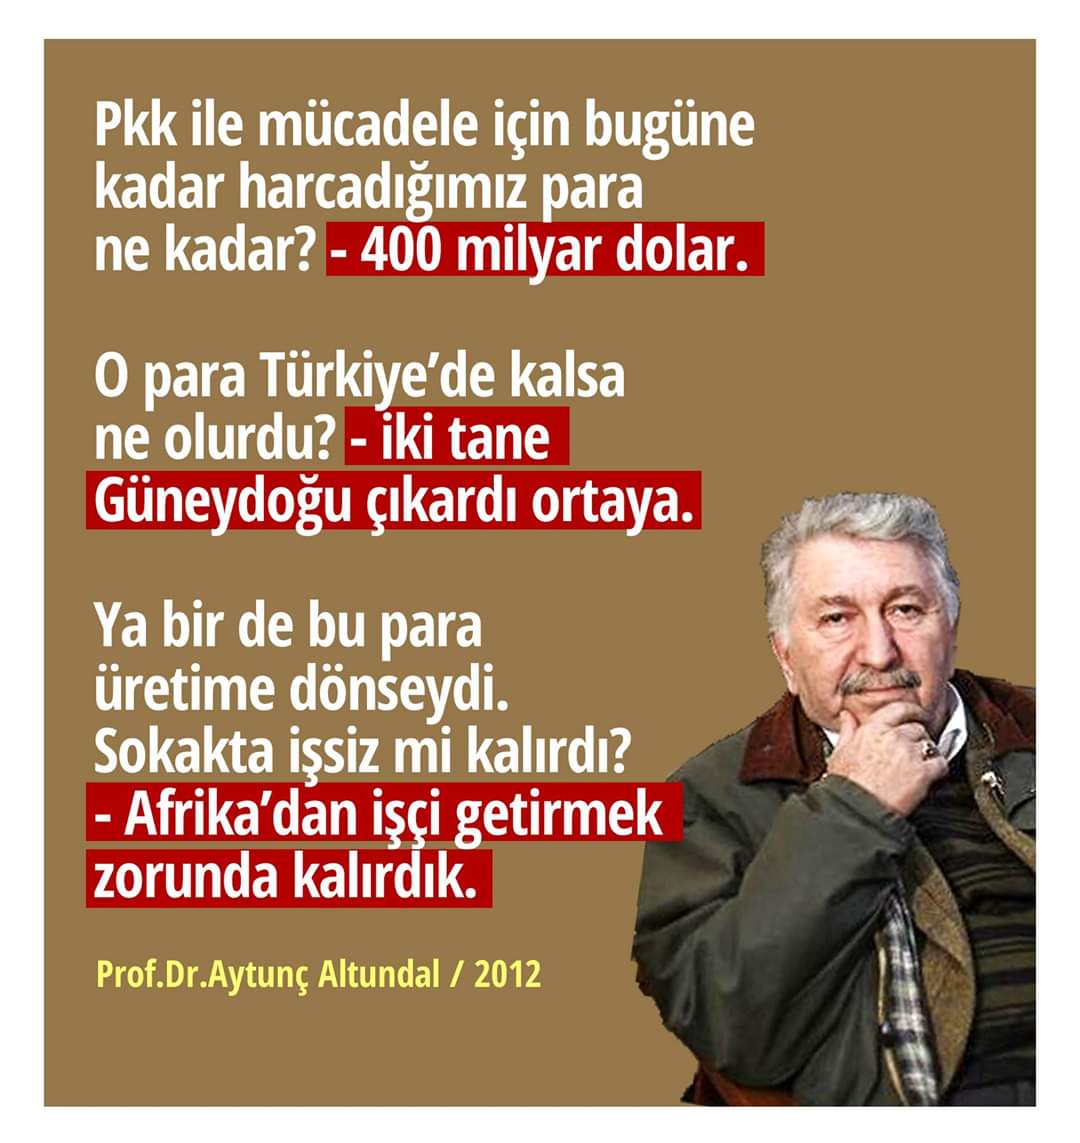 Pkk ile mücadele için bugüne
kadar harcadığımız para
ne kadar? - 400 milyar dolar.
O para Türkiye’de kalsa
ne olurdu? - iki tane
Güneydoğu çıkardı ortaya.
Ya bir de bu para
üretime dönseydi.
Sokakta işsiz mi kalırdı?
- Afrika’dan işçi getirmek
zorunda kalırdık.
Prof.Dr.Aytunç Altundal / 2012